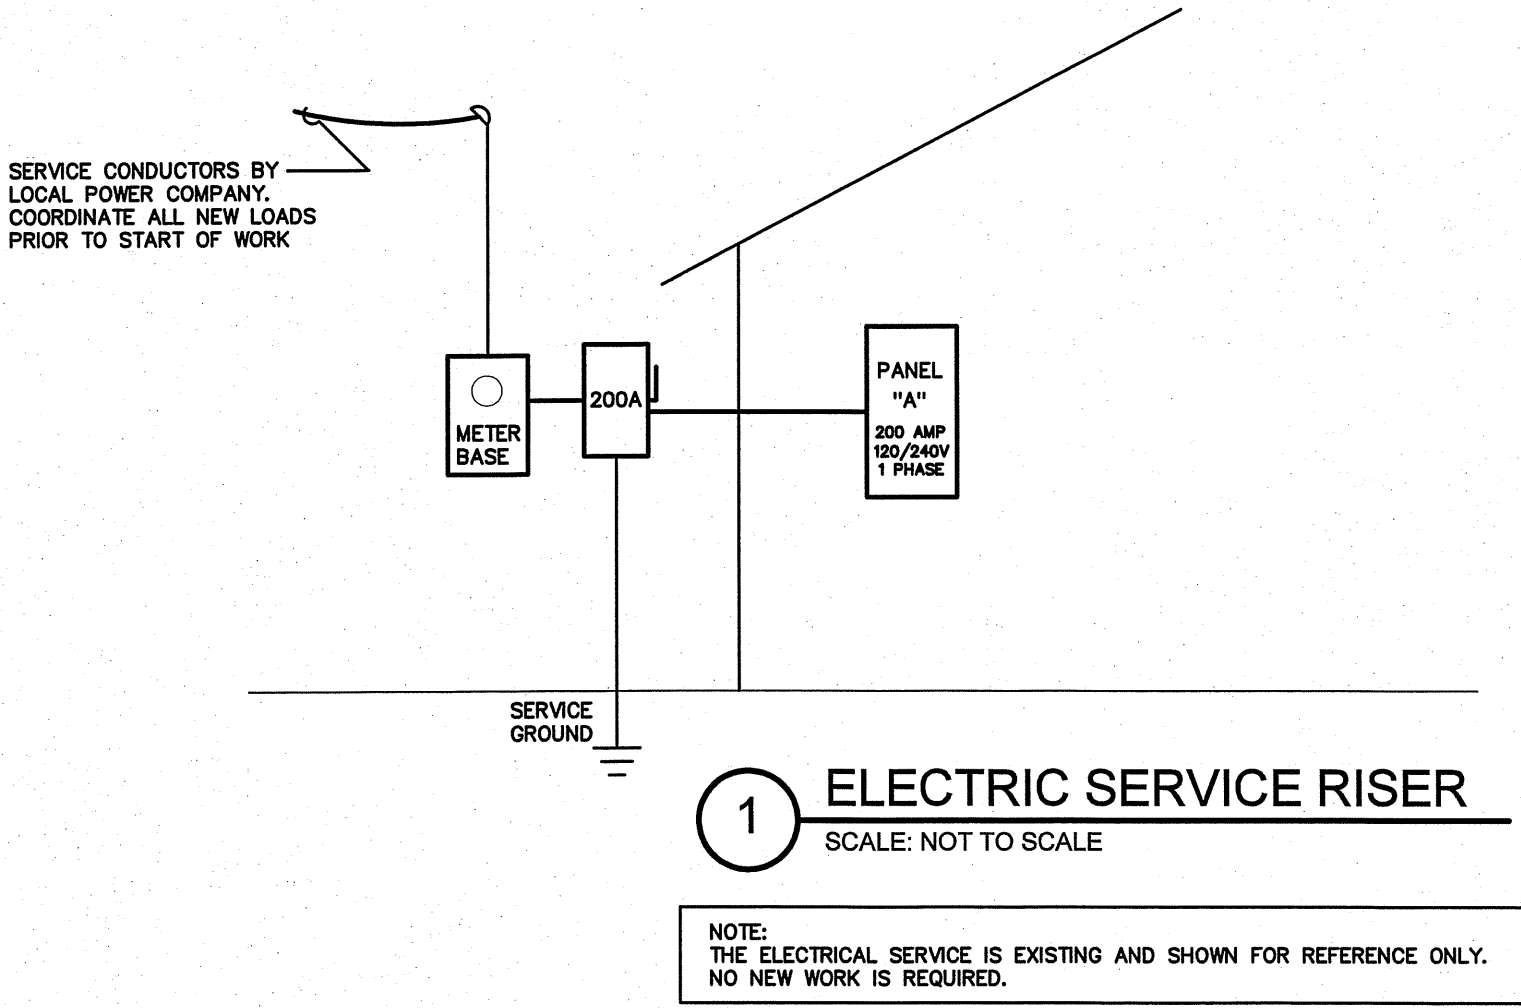 SERVICE CONDUCTORS BY
LOCAL POWER COMPANY.
COORDINATE ALL NEW LOADS
PRIOR TO START OF WORK
METER
BASE
200A
PANEL
"A"
200 AMP
120/240V
1 PHASE
SERVICE
GROUND
1
ELECTRIC SERVICE RISER
SCALE: NOT TO SCALE
NOTE:
THE ELECTRICAL SERVICE IS EXISTING AND SHOWN FOR REFERENCE ONLY.
NO NEW WORK IS REQUIRED.